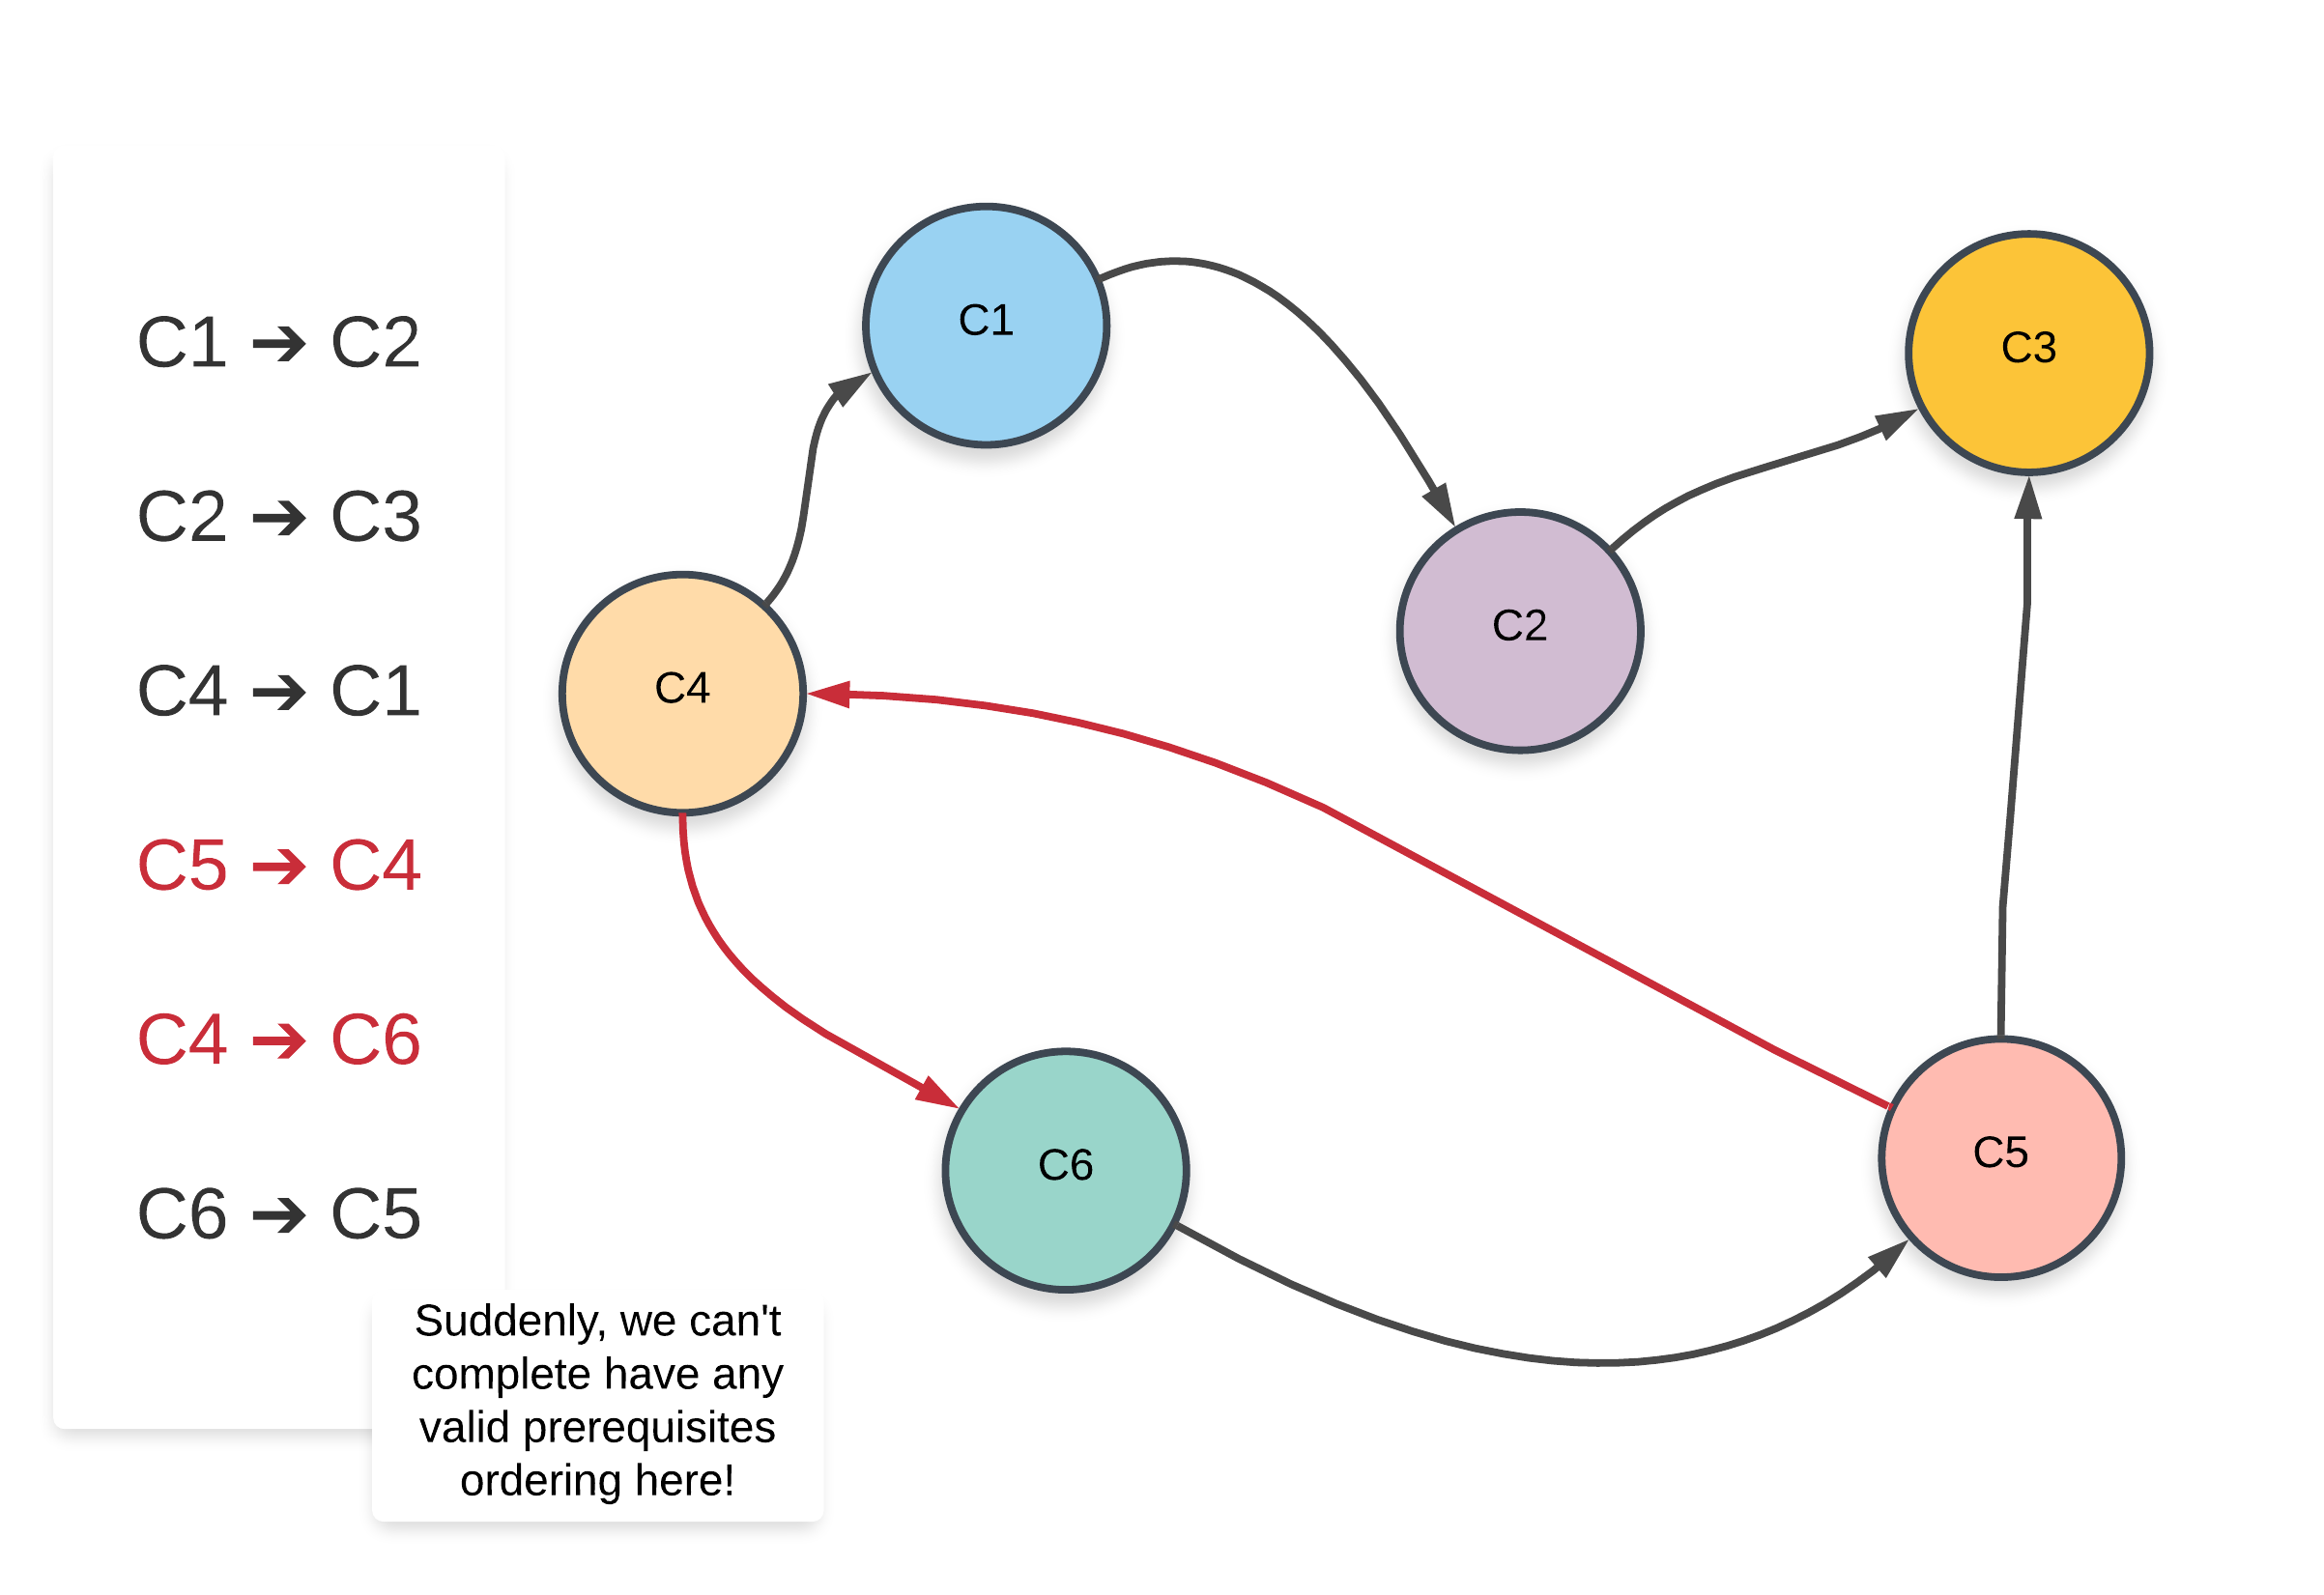 C1 ➔ C2
C2 ➔ C3
C4 ➔ C1
C5 ➔ C4
C4 ➔ C6
C6 ➔ C5
Suddenly, we can't
complete have any
valid prerequisites
ordering here!
C1
C3
C2
C4
C6
C5